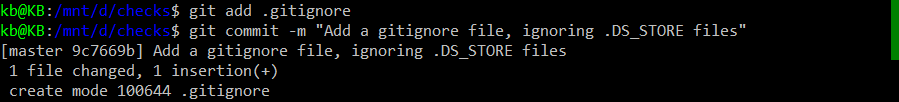 kb@KB:/mnt/d/checks$ git add .gitignore
kb@KB:/mnt/d/checks$ git commit -m "Add a gitignore file, ignoring .DS_STORE files"
[master 9c7669b] Add a gitignore file, ignoring .DS_STORE files
 1 file changed, 1 insertion(+)
 create mode 100644 .gitignore